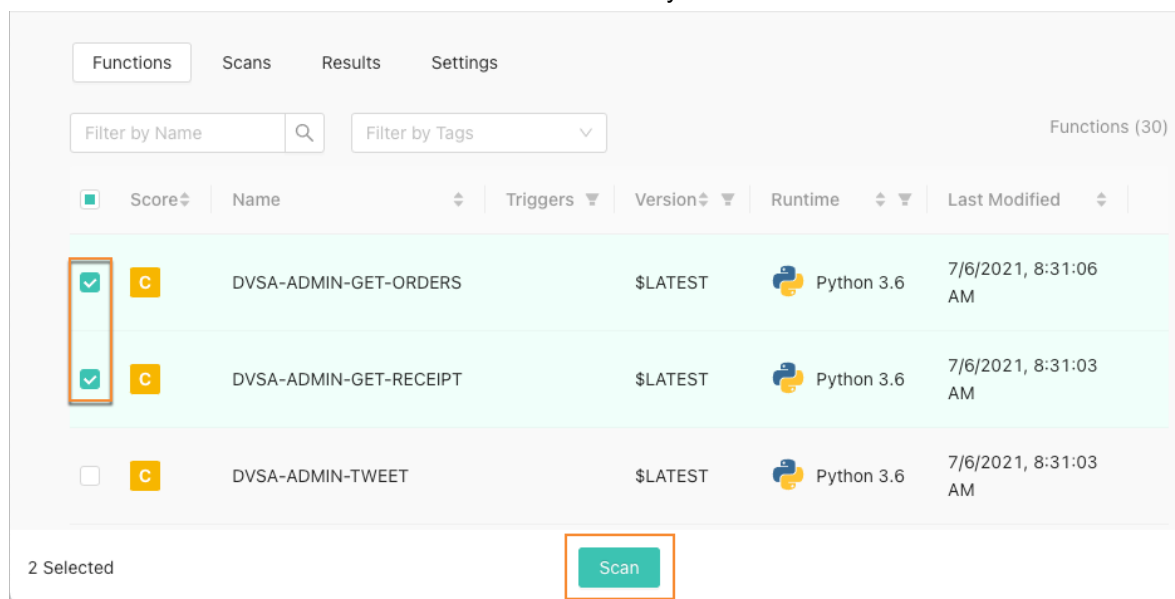 Functions Scans Results Settings
Filter by Name Filter by Tags Functions (30)
Score Name Triggers Version Runtime Last Modified
C DVSA-ADMIN-GET-ORDERS $LATEST Python 3.6 7/6/2021, 8:31:06
AM
C DVSA-ADMIN-GET-RECEIPT $LATEST Python 3.6 7/6/2021, 8:31:03
AM
C DVSA-ADMIN-TWEET $LATEST Python 3.6 7/6/2021, 8:31:03
AM
2 Selected Scan